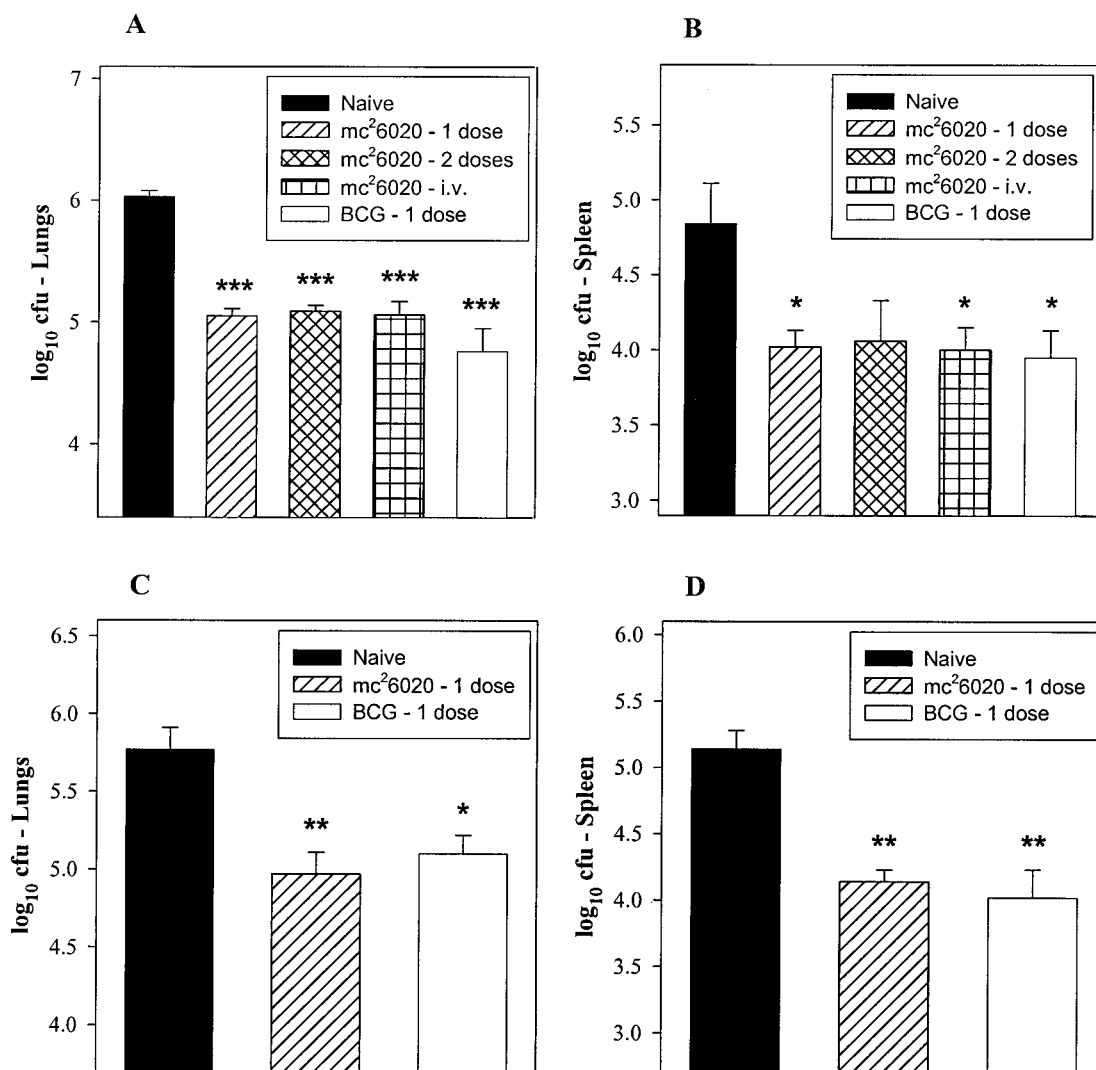 A
log10 cfu - Lungs
7
6
5
4
Naive
mc²6020 - 1 dose
mc²6020 - 2 doses
mc²6020 - i.v.
BCG - 1 dose
***
***
***
***
B
log10 cfu - Spleen
5.5
5.0
4.5
4.0
3.5
3.0
Naive
mc²6020 - 1 dose
mc²6020 - 2 doses
mc²6020 - i.v.
BCG - 1 dose
*
*
*
C
log10 cfu - Lungs
6.5
6.0
5.5
5.0
4.5
4.0
Naive
mc²6020 - 1 dose
BCG - 1 dose
**
*
D
log10 cfu - Spleen
6.0
5.5
5.0
4.5
4.0
3.5
3.0
Naive
mc²6020 - 1 dose
BCG - 1 dose
**
**